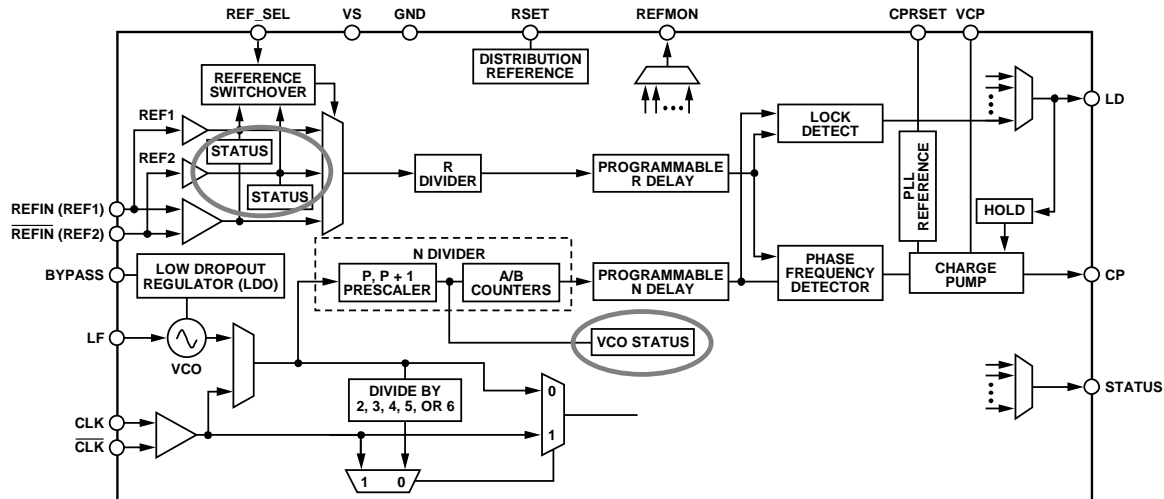 REF_SEL
VS
GND
RSET
REFMON
CPRSET
VCP
DISTRIBUTION
REFERENCE
REFERENCE
SWITCHOVER
LD
REF1
STATUS
LOCK
DETECT
REF2
STATUS
R
DIVIDER
PROGRAMMABLE
R DELAY
PLL
REFERENCE
HOLD
REFIN (REF1)
REFIN (REF2)
N DIVIDER
BYPASS
LOW DROPOUT
REGULATOR (LDO)
P, P + 1
PRESCALER
A/B
COUNTERS
PROGRAMMABLE
N DELAY
PHASE
FREQUENCY
DETECTOR
CHARGE
PUMP
CP
LF
VCO
VCO STATUS
DIVIDE BY
2, 3, 4, 5, OR 6
0
STATUS
CLK
CLK
1
1 0